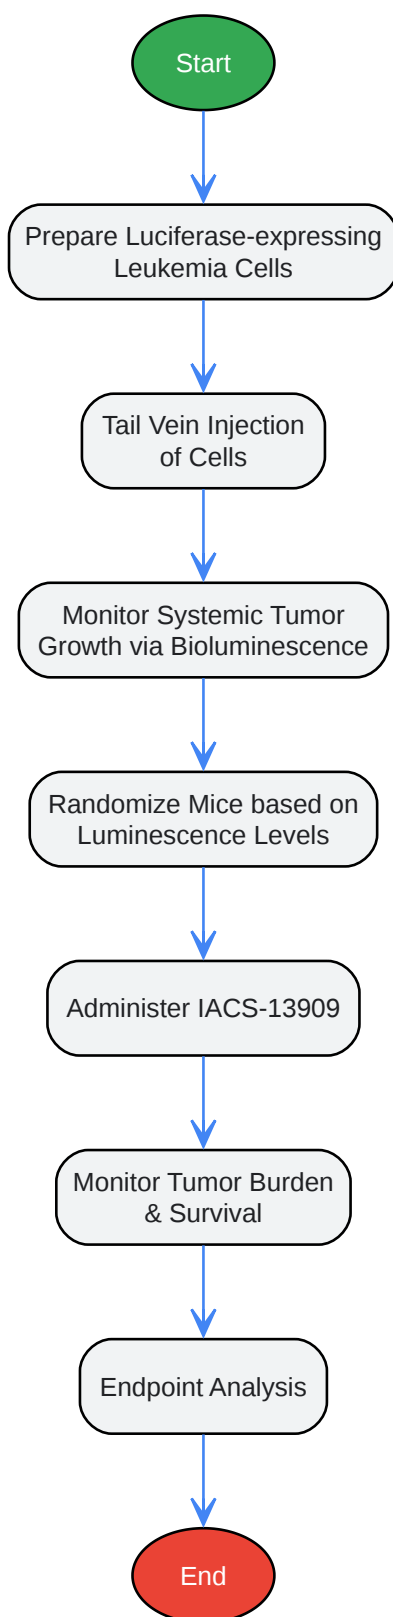 Start
Prepare Luciferase-expressing
Leukemia Cells
Tail Vein Injection
of Cells
Monitor Systemic Tumor
Growth via Bioluminescence
Randomize Mice based on
Luminescence Levels
Administer IACS-13909
Monitor Tumor Burden
& Survival
Endpoint Analysis
End